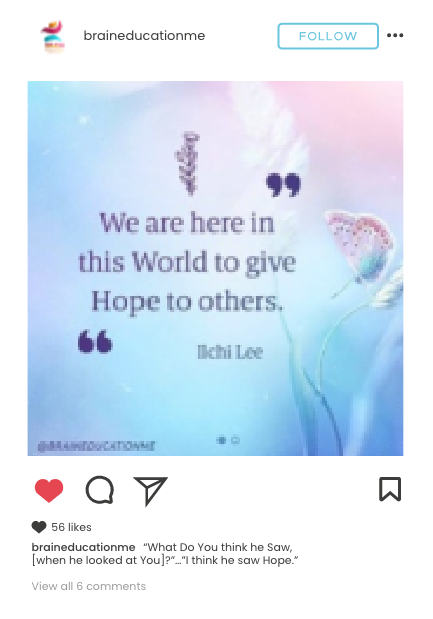 braineducationme
FOLLOW
We are here in
this World to give
Hope to others.
Ilchi Lee
@BRAINEDUCATIONME
56 likes
braineducationme “What Do You think he Saw,
[when he looked at You]?”...“I think he saw Hope.”
View all 6 comments